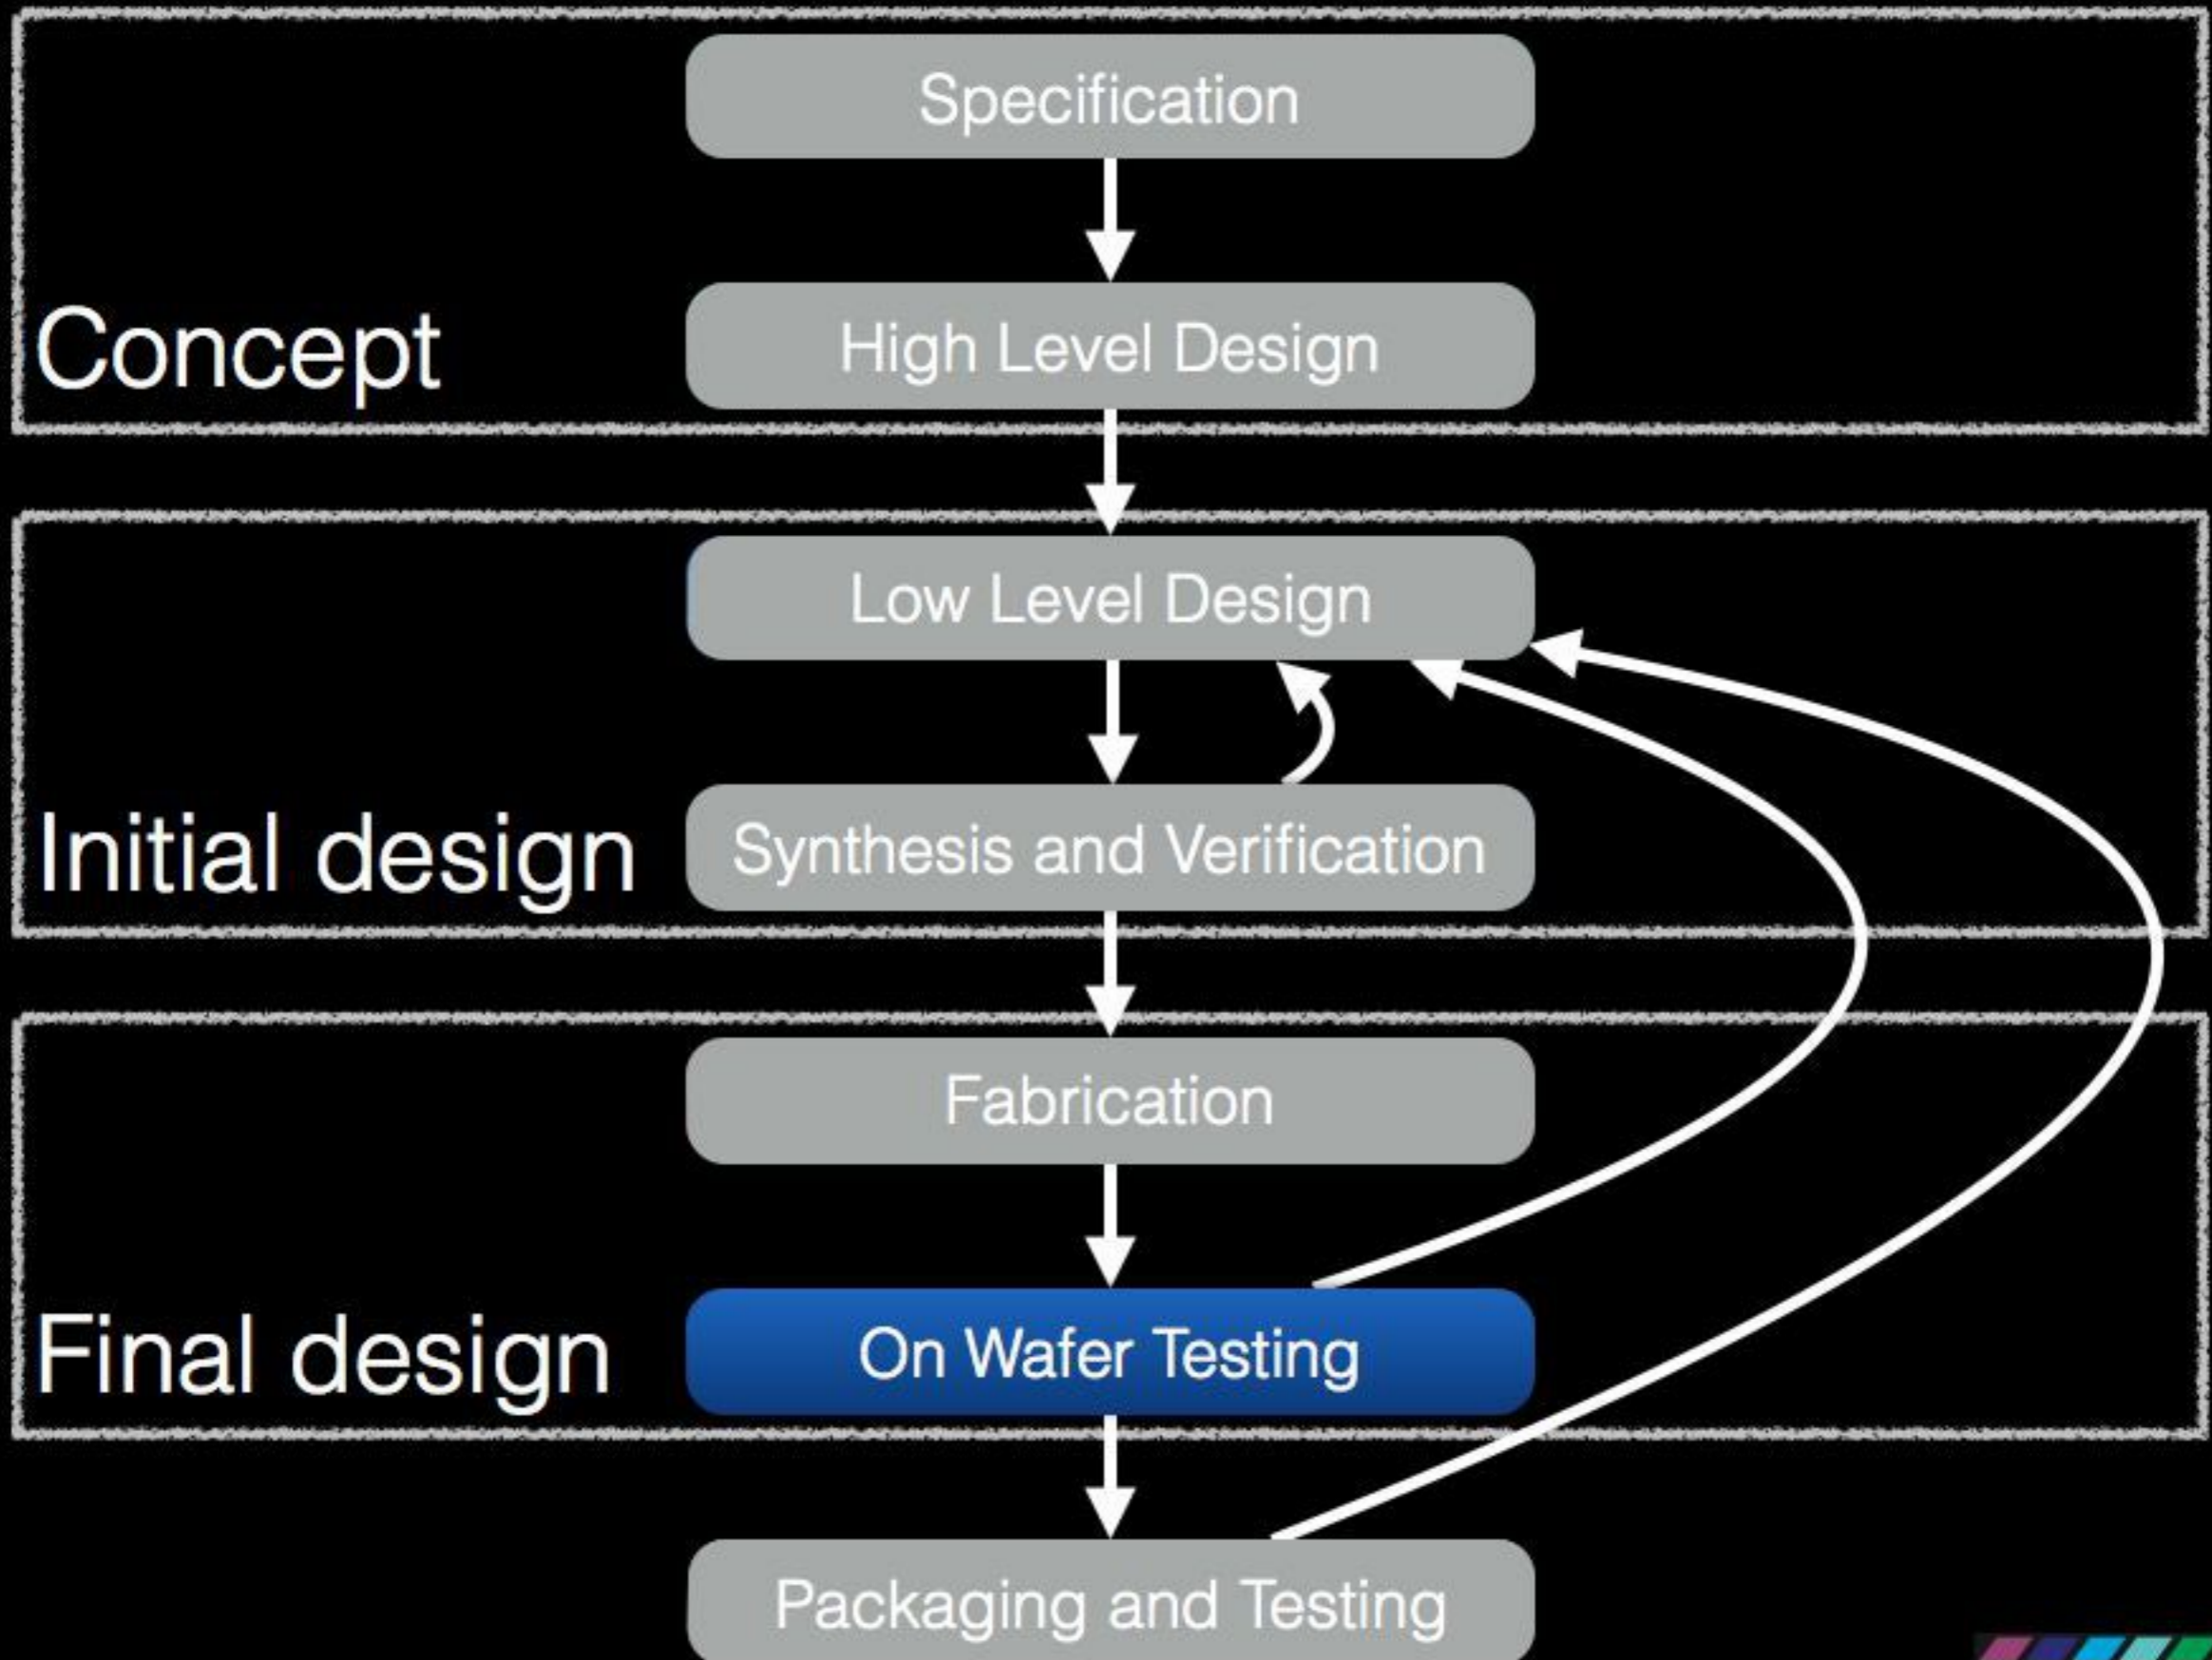 Specification
Concept
High Level Design
Low Level Design
Initial design
Synthesis and Verification
Fabrication
Final design
On Wafer Testing
Packaging and Testing